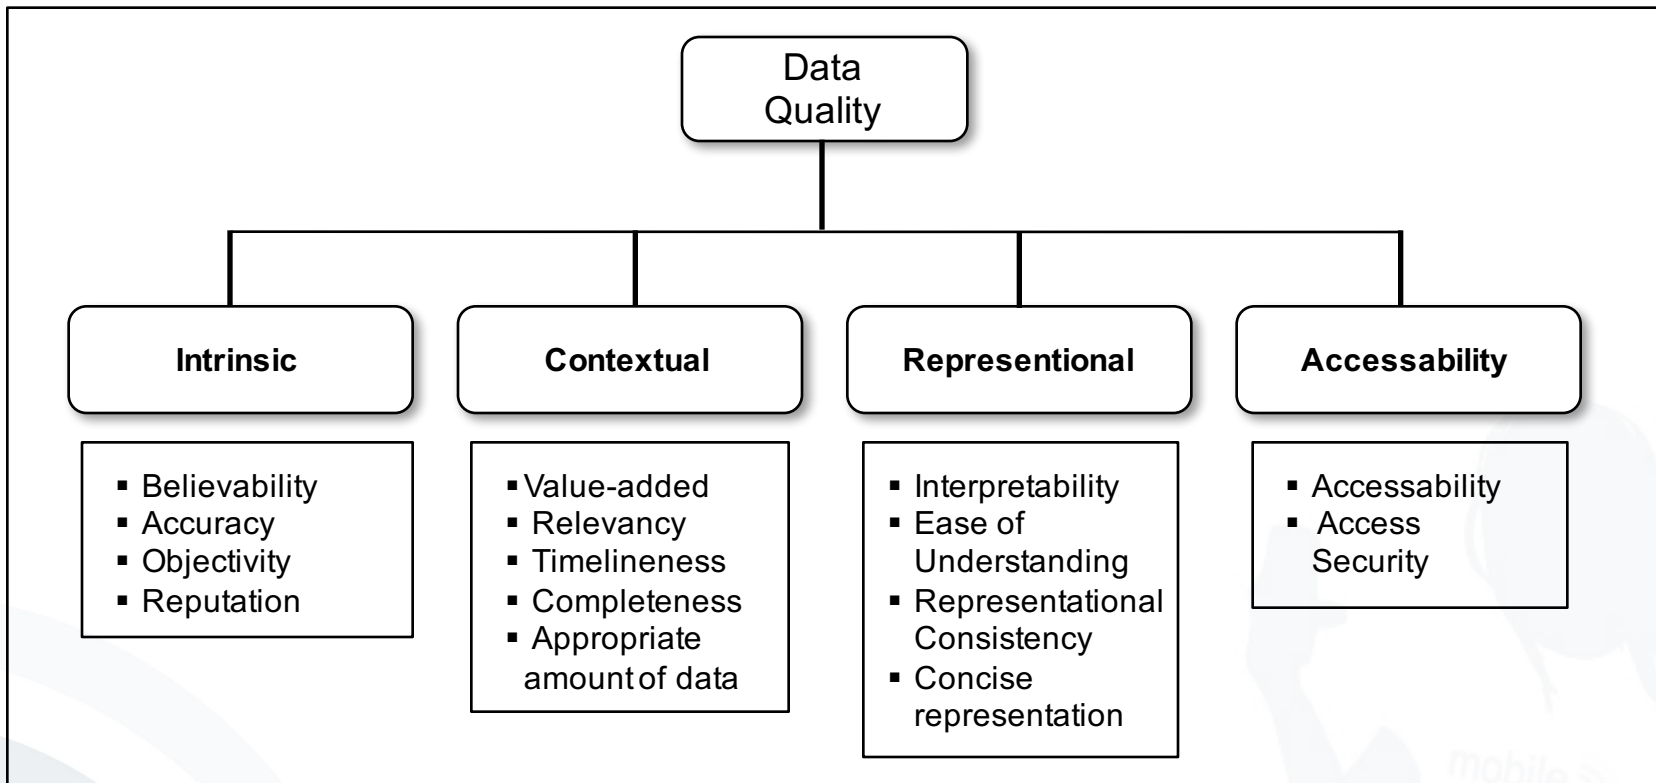 Data
Quality
Intrinsic
Contextual
Representional
Accessability
▪ Believability
▪ Accuracy
▪ Objectivity
▪ Reputation
▪ Value-added
▪ Relevancy
▪ Timelineness
▪ Completeness
▪ Appropriate
amount of data
▪ Interpretability
▪ Ease of
Understanding
▪ Representational
Consistency
▪ Concise
representation
▪ Accessability
▪ Access
Security
mobile